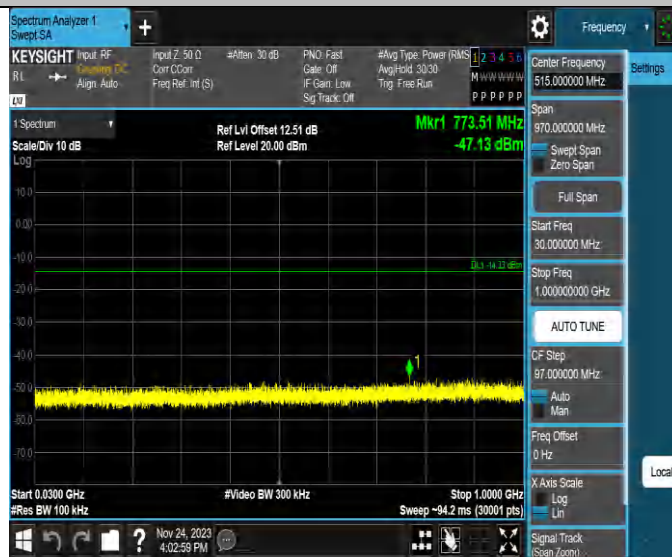 Spectrum Analyzer 1
Swept SA
+
Frequency
KEYSIGHT
Input: RF
Coupling: DC
Align: Auto
RL
LXI
Input Z: 50 Ω
Corr CCorr
Freq Ref: Int (S)
#Atten: 30 dB
PNO: Fast
Gate: Off
IF Gain: Low
Sig Track: Off
#Avg Type: Power (RMS)
Avg|Hold: 30/30
Trig: Free Run
1 2 3 4 5 6
M W W W W W
P P P P P P
Settings
1 Spectrum
Scale/Div 10 dB
Ref Lvl Offset 12.51 dB
Ref Level 20.00 dBm
Mkr1 773.51 MHz
-47.13 dBm
Log
10.0
0.00
-10.0
-20.0
-30.0
-40.0
-50.0
-60.0
-70.0
1
Start 0.0300 GHz
#Res BW 100 kHz
#Video BW 300 kHz
Stop 1.0000 GHz
Sweep ~94.2 ms (30001 pts)
Nov 24, 2023
4:02:59 PM
?
Center Frequency
515.000000 MHz
Span
970.000000 MHz
Swept Span
Zero Span
Full Span
Start Freq
30.000000 MHz
Stop Freq
1.000000000 GHz
AUTO TUNE
CF Step
97.000000 MHz
Auto
Man
Freq Offset
0 Hz
X Axis Scale
Log
Lin
Signal Track
(Span Zoom)
Local